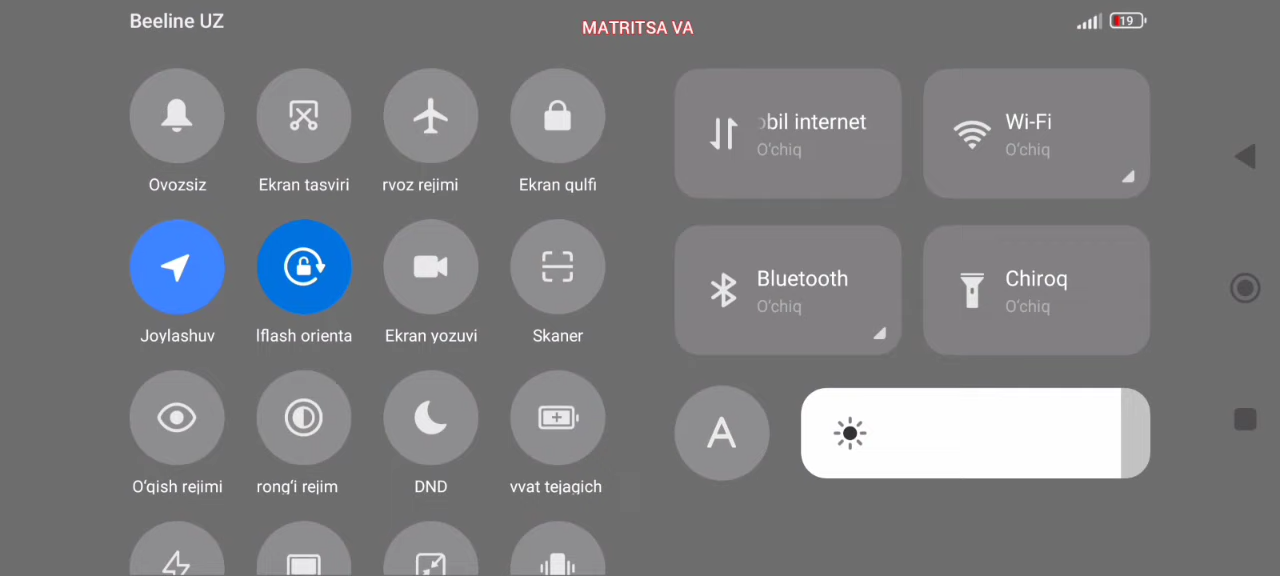 Beeline UZ
MATRITSA VA
19
Ovozsiz
Ekran tasviri
rvoz rejimi
Ekran qulfi
bil internet
O‘chiq
Wi-Fi
O‘chiq
Joylashuv
lflash orienta
Ekran yozuvi
Skaner
Bluetooth
O‘chiq
Chiroq
O‘chiq
O‘qish rejimi
rong‘i rejim
DND
vvat tejagich
A